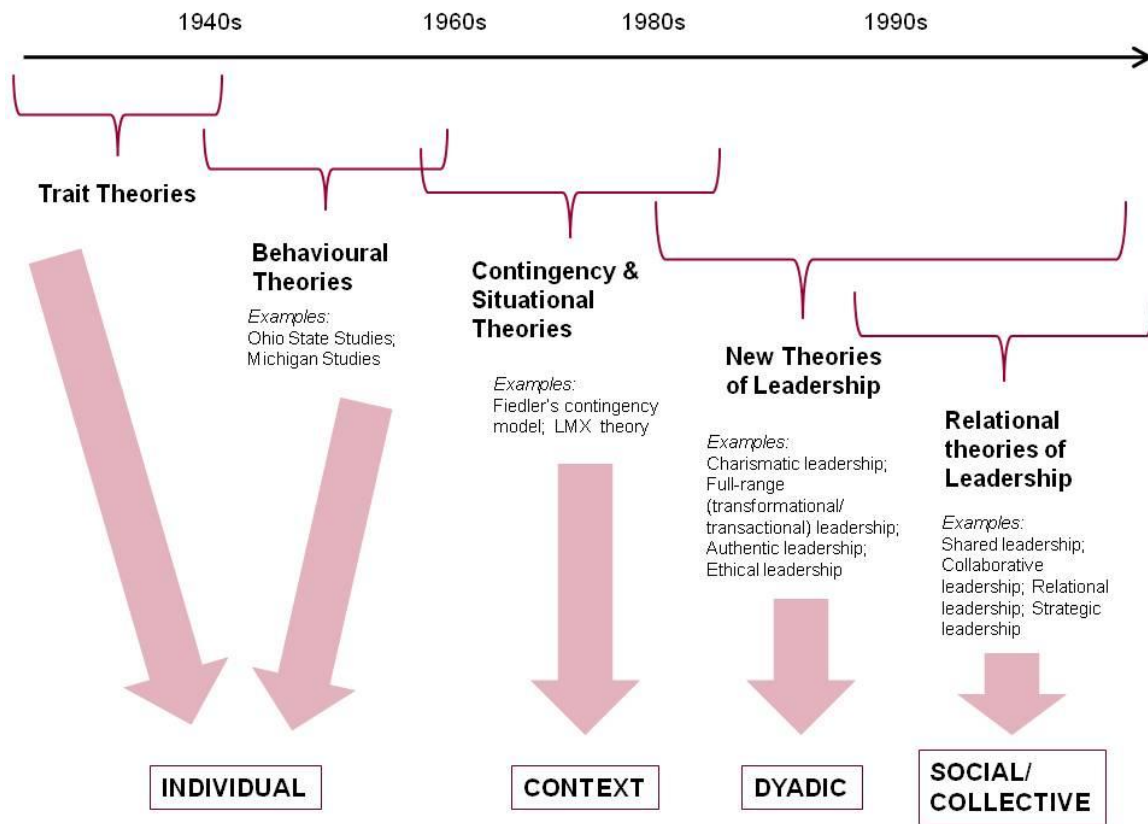 1940s 1960s 1980s 1990s
Trait Theories
Behavioural
Theories
Examples:
Ohio State Studies;
Michigan Studies
Contingency &
Situational
Theories
Examples:
Fiedler's contingency
model; LMX theory
New Theories
of Leadership
Examples:
Charismatic leadership;
Full-range
(transformational/
transactional) leadership;
Authentic leadership;
Ethical leadership
Relational
theories of
Leadership
Examples:
Shared leadership;
Collaborative
leadership; Relational
leadership; Strategic
leadership
INDIVIDUAL
CONTEXT
DYADIC
SOCIAL/
COLLECTIVE